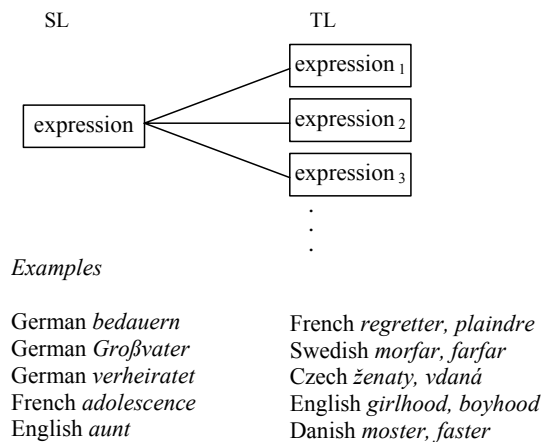 SL TL
expression 1
expression
expression 2
expression 3
.
.
.
Examples
German bedauern French regretter, plaindre
German Großvater Swedish morfar, farfar
German verheiratet Czech ženaty, vdaná
French adolescence English girlhood, boyhood
English aunt Danish moster, faster